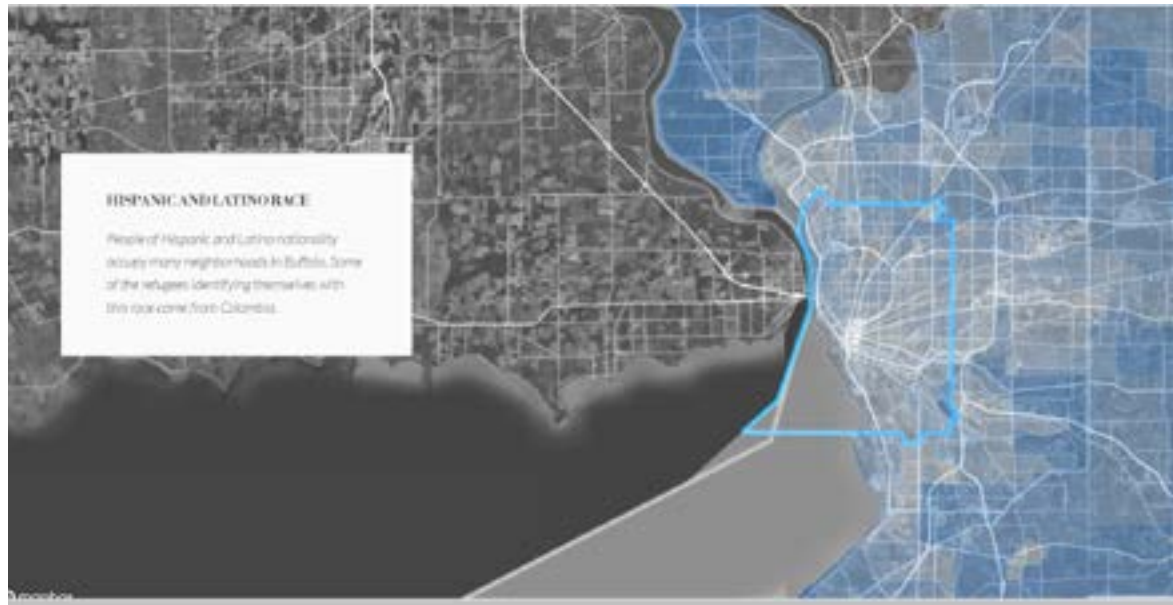 HISPANIC AND LATINO RACE
People of Hispanic and Latino nationality
occupy many neighborhoods in Buffalo. Some
of the refugees identifying themselves with
this race come from Colombia.
mapbox